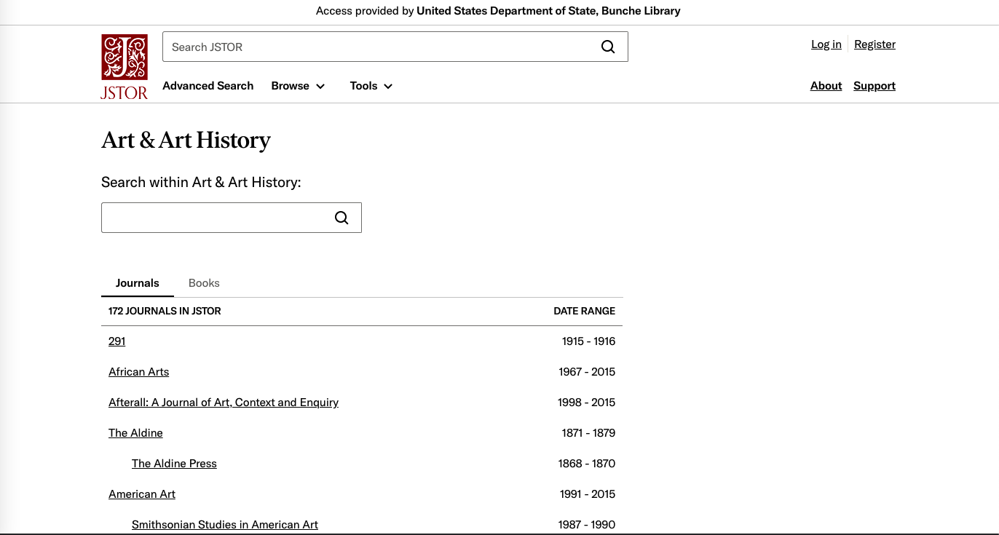 Access provided by United States Department of State, Bunche Library
JSTOR
Search JSTOR
Log in Register
Advanced Search Browse Tools
About Support
Art & Art History
Search within Art & Art History:
Journals Books
172 JOURNALS IN JSTOR DATE RANGE
291 1915 - 1916
African Arts 1967 - 2015
Afterall: A Journal of Art, Context and Enquiry 1998 - 2015
The Aldine 1871 - 1879
The Aldine Press 1868 - 1870
American Art 1991 - 2015
Smithsonian Studies in American Art 1987 - 1990